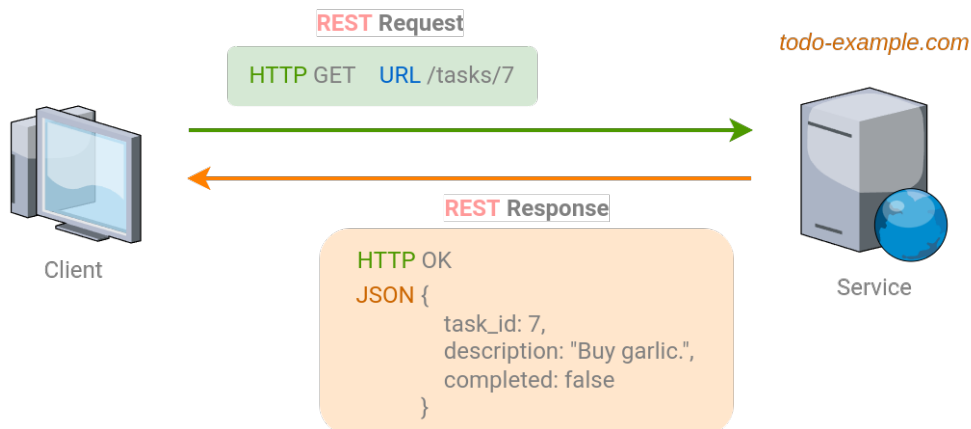 REST Request
todo-example.com
HTTP GET URL /tasks/7
REST Response
Client
HTTP OK
Service
JSON {
task_id: 7,
description: "Buy garlic.",
completed: false
}